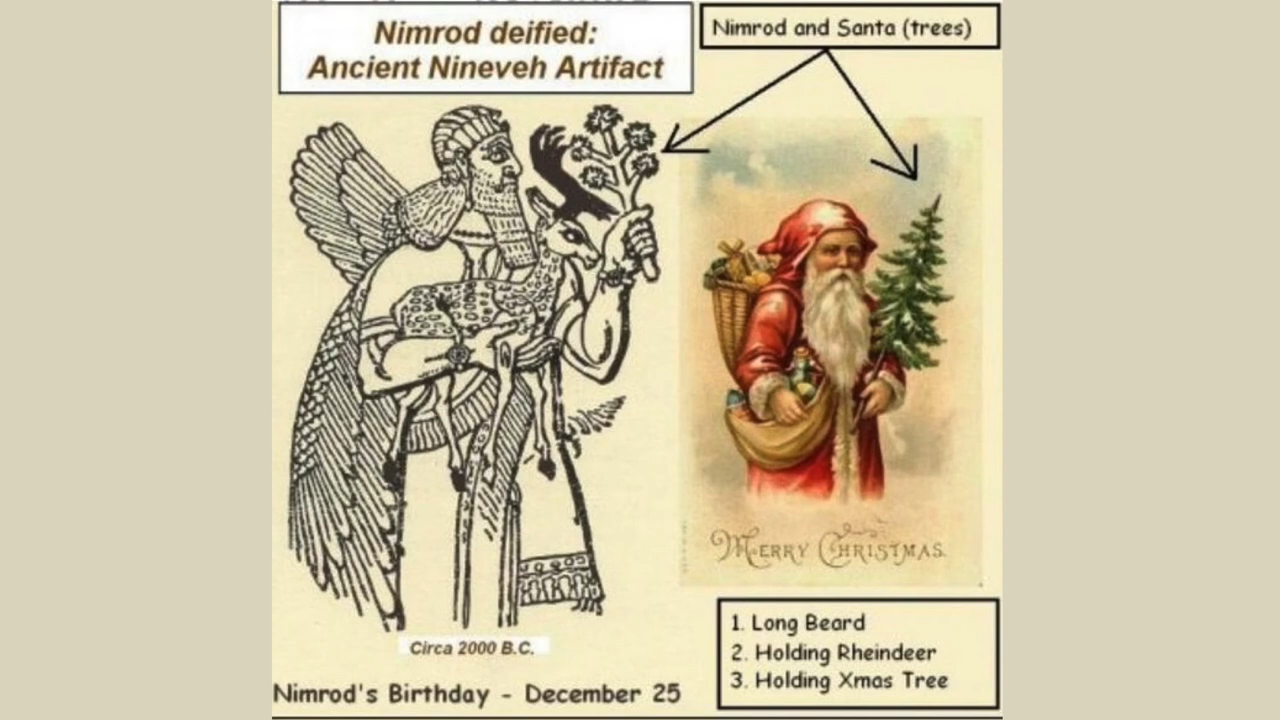 Nimrod deified:
Ancient Nineveh Artifact
Nimrod and Santa (trees)
MERRY CHRISTMAS.
Circa 2000 B.C.
Nimrod's Birthday - December 25
1. Long Beard
2. Holding Rheindeer
3. Holding Xmas Tree